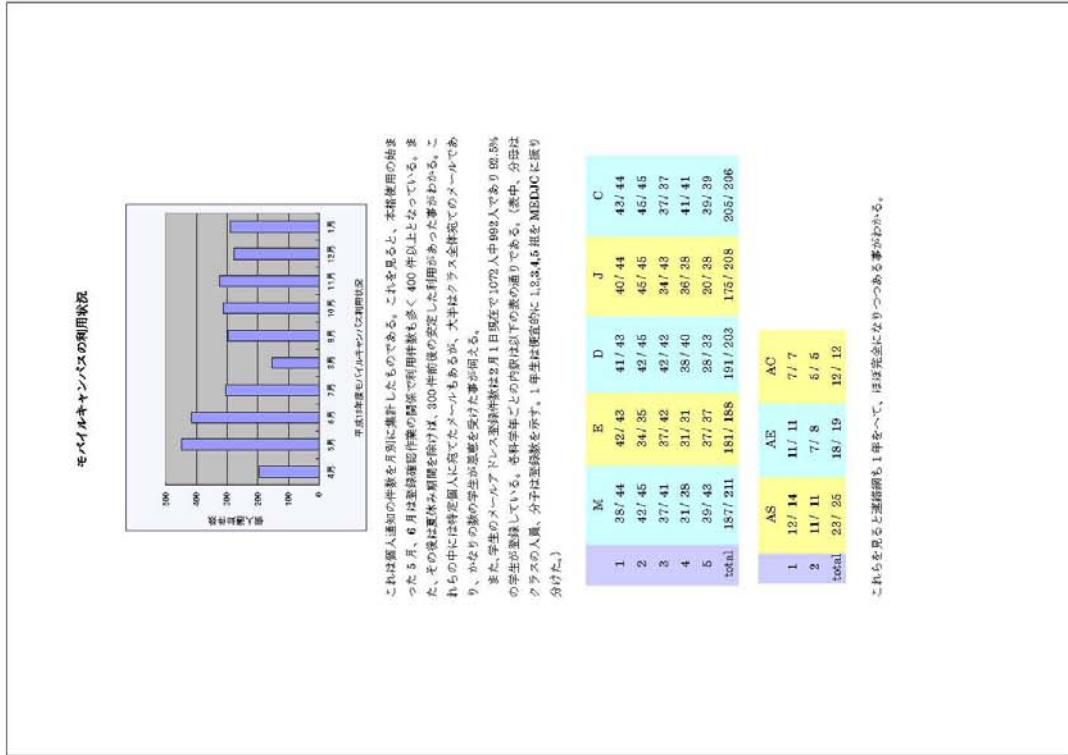 モバイルキャンパスの利用状況
500
400
300
200
100
0
4月 5月 6月 7月 8月 9月 10月 11月 12月 1月
平成13年度モバイルキャンパス利用状況
これは個人通知の件数を月別に集計したものである。これを見ると、本格使用の始ま
った 5 月、6 月は登録確認作業の関係で利用件数も多く 400 件以上となっている。ま
た、その後は夏休み期間を除けば、300件前後の安定した利用があった事がわかる。こ
れらの中には特定個人に宛てたメールもあるが、大半はクラス全体宛てのメールであ
り、かなりの数の学生が恩恵を受けた事が伺える。
また、学生のメールアドレス登録件数は2月1日現在で1072人中992人であり92.5%
の学生が登録している。各科学年ごとの内訳は以下の表の通りである。(表中、分母は
クラスの人員、分子は登録数を示す。1年生は便宜的に1,2,3,4,5 組を MEDJC に振り
分けた。)
M E D J C
1 38/ 44 42/ 43 41/ 43 40/ 44 43/ 44
2 42/ 45 34/ 35 42/ 45 45/ 45 45/ 45
3 37/ 41 37/ 42 42/ 42 34/ 43 37/ 37
4 31/ 38 31/ 31 38/ 40 36/ 38 41/ 41
5 39/ 43 37/ 37 28/ 33 20/ 38 39/ 39
total 187/ 211 181/ 188 191/ 203 175/ 208 205/ 206
AS AE AC
1 12/ 14 11/ 11 7/ 7
2 11/ 11 7/ 8 5/ 5
total 23/ 25 18/ 19 12/ 12
これらを見ると連絡網も1年をへて、ほぼ完全になりつつある事がわかる。